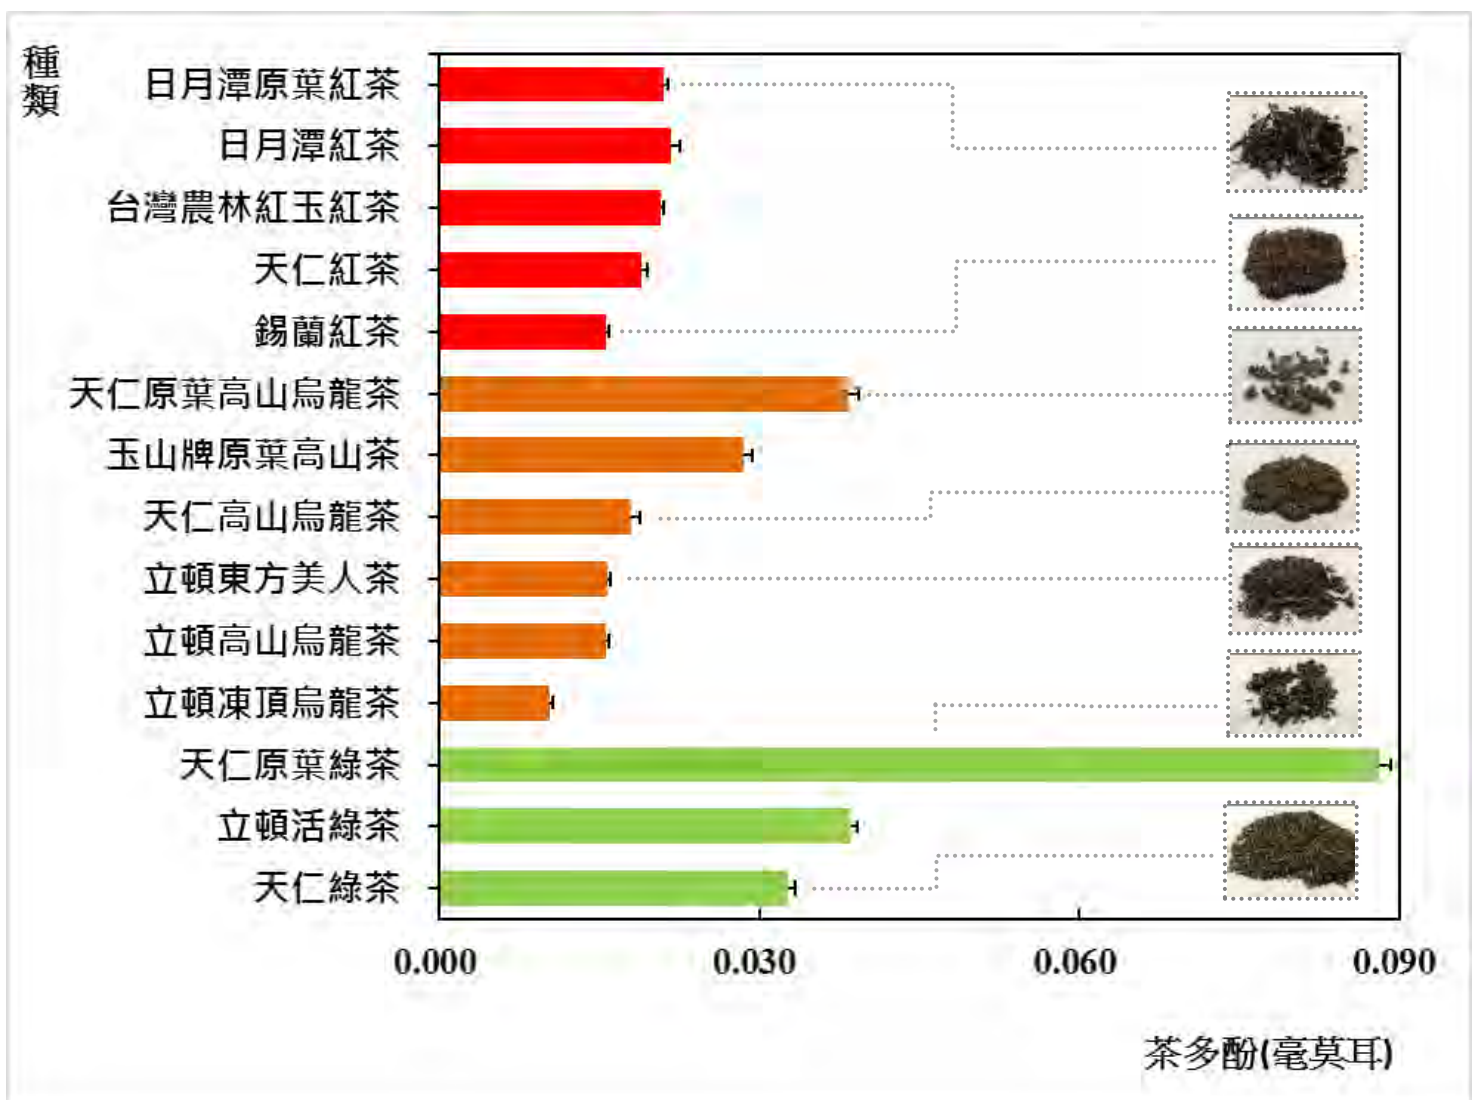 種類
日月潭原葉紅茶
日月潭紅茶
台灣農林紅玉紅茶
天仁紅茶
錫蘭紅茶
天仁原葉高山烏龍茶
玉山牌原葉高山茶
天仁高山烏龍茶
立頓東方美人茶
立頓高山烏龍茶
立頓凍頂烏龍茶
天仁原葉綠茶
立頓活綠茶
天仁綠茶
0.000 0.030 0.060 0.090
茶多酚(毫莫耳)